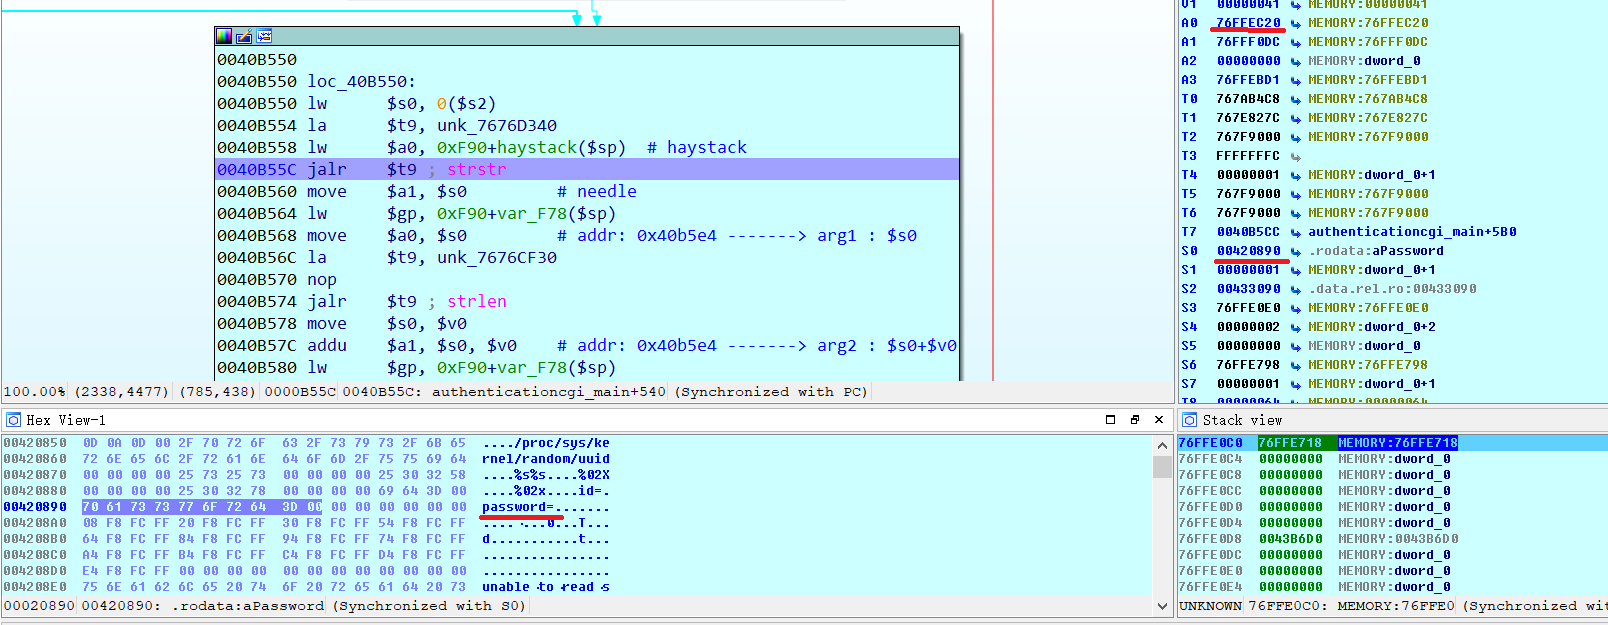 0040B550
0040B550 loc_40B550:
0040B550 lw $s0, 0($s2)
0040B554 la $t9, unk_7676D340
0040B558 lw $a0, 0xF90+haystack($sp) # haystack
0040B55C jalr $t9 ; strstr
0040B560 move $a1, $s0 # needle
0040B564 lw $gp, 0xF90+var_F78($sp)
0040B568 move $a0, $s0 # addr: 0x40b5e4 -------> arg1 : $s0
0040B56C la $t9, unk_7676CF30
0040B570 nop
0040B574 jalr $t9 ; strlen
0040B578 move $s0, $v0
0040B57C addu $a1, $s0, $v0 # addr: 0x40b5e4 -------> arg2 : $s0+$v0
0040B580 lw $gp, 0xF90+var_F78($sp)
100.00% (2338,4477) (785,438) 0000B55C 0040B55C: authenticationcgi_main+540 (Synchronized with PC)
V1 00000041 MEMORY:00000041
A0 76FFEC20 MEMORY:76FFEC20
A1 76FFF0DC MEMORY:76FFF0DC
A2 00000000 MEMORY:dword_0
A3 76FFEBD1 MEMORY:76FFEBD1
T0 767AB4C8 MEMORY:767AB4C8
T1 767E827C MEMORY:767E827C
T2 767F9000 MEMORY:767F9000
T3 FFFFFFFC
T4 00000001 MEMORY:dword_0+1
T5 767F9000 MEMORY:767F9000
T6 767F9000 MEMORY:767F9000
T7 0040B5CC authenticationcgi_main+5B0
S0 00420890 .rodata:aPassword
S1 00000001 MEMORY:dword_0+1
S2 00433090 .data.rel.ro:00433090
S3 76FFE0E0 MEMORY:76FFE0E0
S4 00000002 MEMORY:dword_0+2
S5 00000000 MEMORY:dword_0
S6 76FFE798 MEMORY:76FFE798
S7 00000001 MEMORY:dword_0+1
T8 00000064 MEMORY:00000064
Hex View-1
00420850 0D 0A 0D 00 2F 70 72 6F 63 2F 73 79 73 2F 6B 65 ..../proc/sys/ke
00420860 72 6E 65 6C 2F 72 61 6E 64 6F 6D 2F 75 75 69 64 rnel/random/uuid
00420870 00 00 00 00 25 73 25 73 00 00 00 00 25 30 32 58 ....%s%s....%02X
00420880 00 00 00 00 25 30 32 78 00 00 00 00 69 64 3D 00 ....%02x....id=.
00420890 70 61 73 73 77 6F 72 64 3D 00 00 00 00 00 00 00 password=.......
004208A0 08 F8 FC FF 20 F8 FC FF 30 F8 FC FF 54 F8 FC FF .... ...0...T...
004208B0 64 F8 FC FF 84 F8 FC FF 94 F8 FC FF 74 F8 FC FF d...........t...
004208C0 A4 F8 FC FF B4 F8 FC FF C4 F8 FC FF D4 F8 FC FF ................
004208D0 E4 F8 FC FF 00 00 00 00 00 00 00 00 00 00 00 00 ................
004208E0 75 6E 61 62 6C 65 20 74 6F 20 72 65 61 64 20 73 unable to read s
00020890 00420890: .rodata:aPassword (Synchronized with S0)
Stack view
76FFE0C0 76FFE718 MEMORY:76FFE718
76FFE0C4 00000000 MEMORY:dword_0
76FFE0C8 00000000 MEMORY:dword_0
76FFE0CC 00000000 MEMORY:dword_0
76FFE0D0 00000000 MEMORY:dword_0
76FFE0D4 00000000 MEMORY:dword_0
76FFE0D8 0043B6D0 MEMORY:0043B6D0
76FFE0DC 00000000 MEMORY:dword_0
76FFE0E0 00000000 MEMORY:dword_0
76FFE0E4 00000000 MEMORY:dword_0
UNKNOWN 76FFE0C0: MEMORY:76FFE0 (Synchronized wit